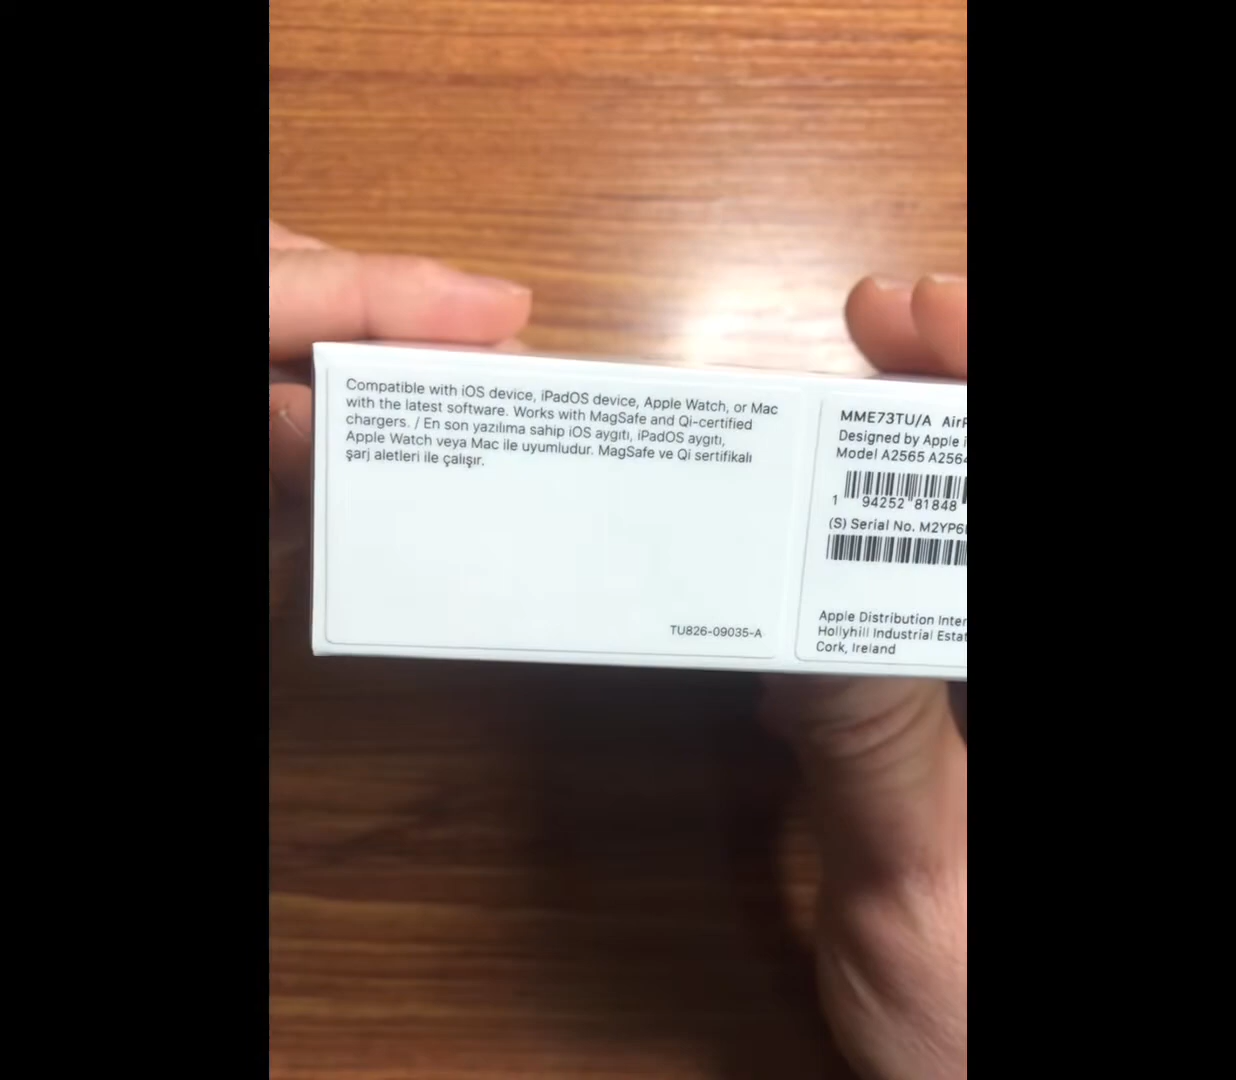 Compatible with iOS device, iPadOS device, Apple Watch, or Mac
with the latest software. Works with MagSafe and Qi-certified
chargers. / En son yazılıma sahip iOS aygıtı, iPadOS aygıtı,
Apple Watch veya Mac ile uyumludur. MagSafe ve Qi sertifikalı
şarj aletleri ile çalışır.
TU826-09035-A
MME73TU/A
Designed by Apple
Model A2565 A2564
1 94252 81848
(S) Serial No. M2YP6
Apple Distribution
Hollyhill Industrial
Cork, Ireland